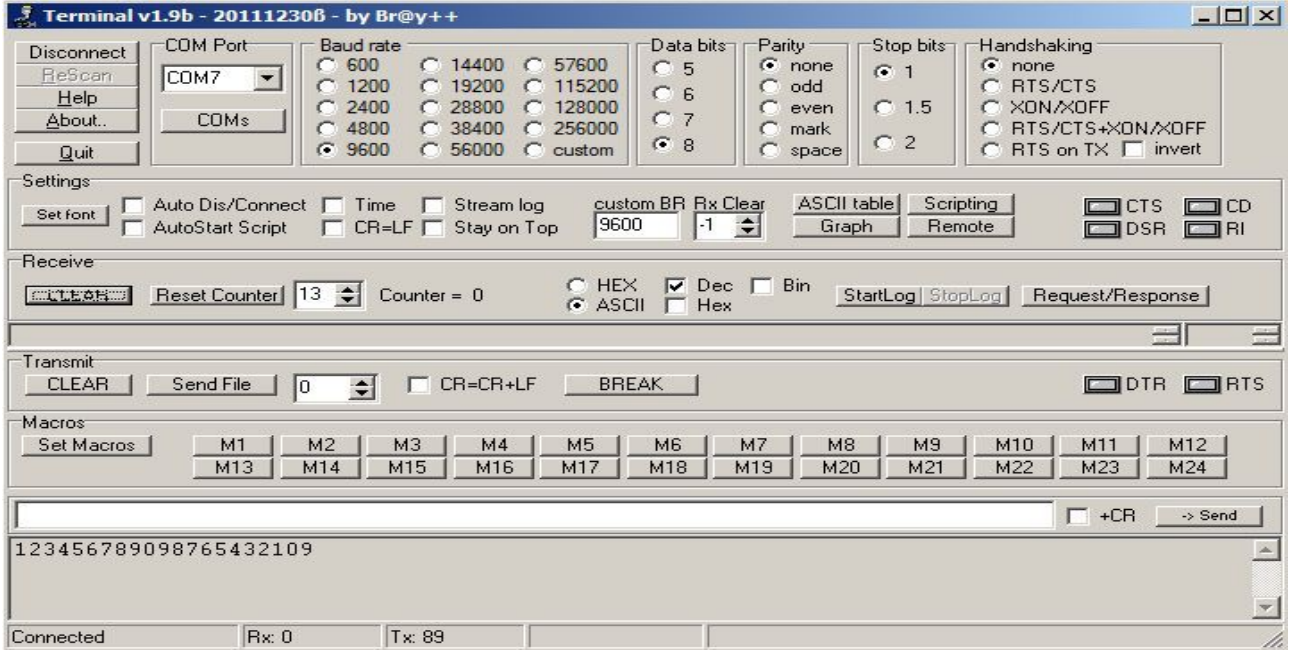 Terminal v1.9b - 20111230ß - by Br@y++
Disconnect
ReScan
Help
About..
Quit
COM Port
COM7
COMs
Baud rate
600 14400 57600
1200 19200 115200
2400 28800 128000
4800 38400 256000
9600 56000 custom
Data bits
5
6
7
8
Parity
none
odd
even
mark
space
Stop bits
1
1.5
2
Handshaking
none
RTS/CTS
XON/XOFF
RTS/CTS+XON/XOFF
RTS on TX invert
Settings
Set font
Auto Dis/Connect Time Stream log
AutoStart Script CR=LF Stay on Top
custom BR Rx Clear
9600 -1
ASCII table Scripting
Graph Remote
CTS CD
DSR RI
Receive
CLEAR Reset Counter 13 Counter = 0
HEX Dec Bin
ASCII Hex
StartLog StopLog Request/Response
Transmit
CLEAR Send File 0 CR=CR+LF BREAK DTR RTS
Macros
Set Macros M1 M2 M3 M4 M5 M6 M7 M8 M9 M10 M11 M12
M13 M14 M15 M16 M17 M18 M19 M20 M21 M22 M23 M24
+CR -> Send
123456789098765432109
Connected Rx: 0 Tx: 89